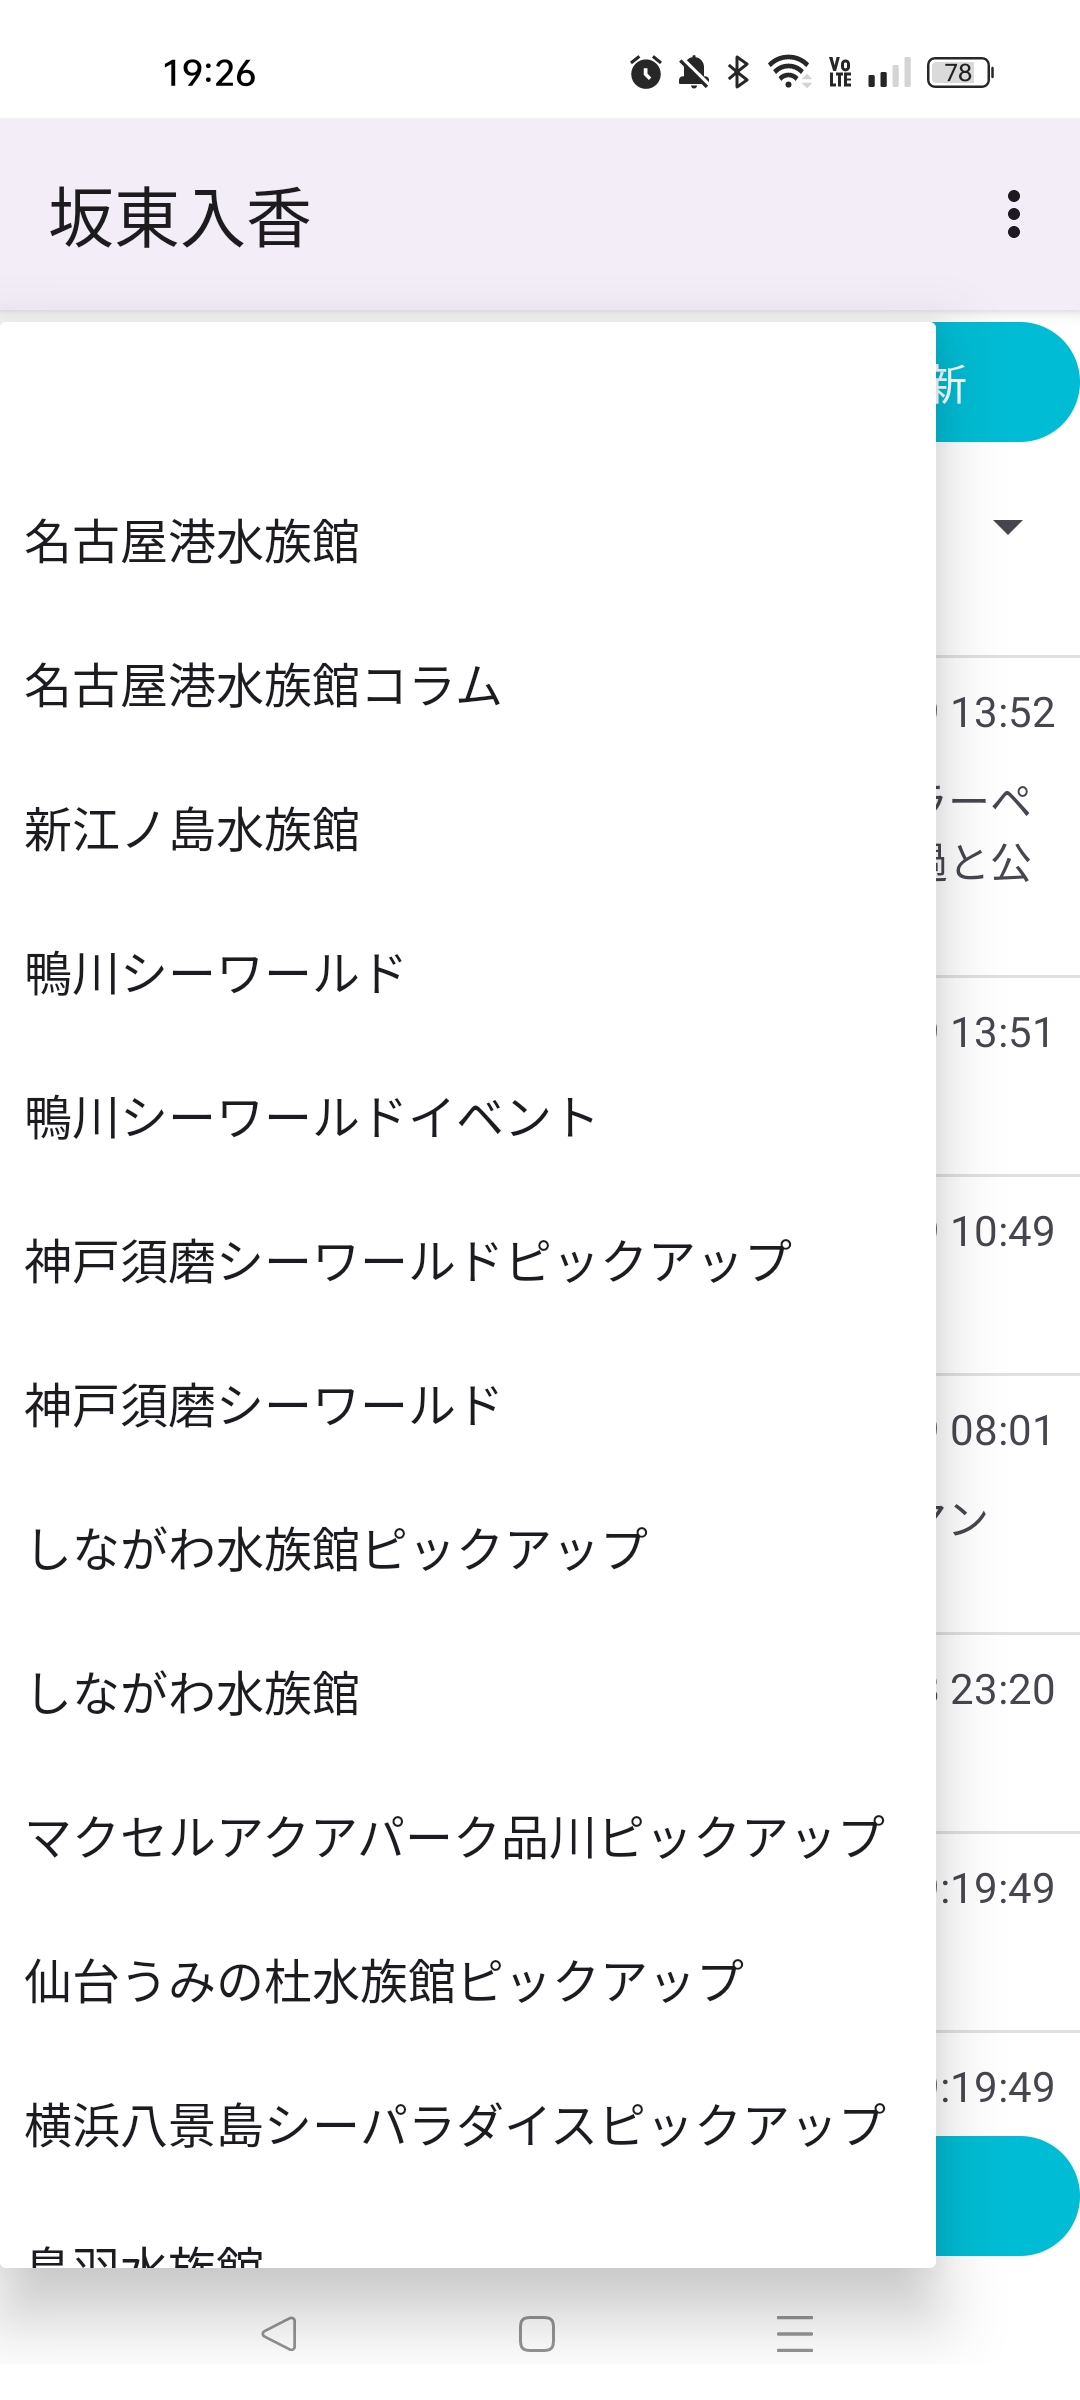 19:26
Vo
LTE
78
坂東入香
新
名古屋港水族館
名古屋港水族館コラム
13:52
新江ノ島水族館
ーペ
と公
鴨川シーワールド
13:51
鴨川シーワールドイベント
10:49
神戸須磨シーワールドピックアップ
神戸須磨シーワールド
08:01
ン
しながわ水族館ピックアップ
しながわ水族館
23:20
マクセルアクアパーク品川ピックアップ
:19:49
仙台うみの杜水族館ピックアップ
:19:49
横浜八景島シーパラダイスピックアップ
鳥羽水族館